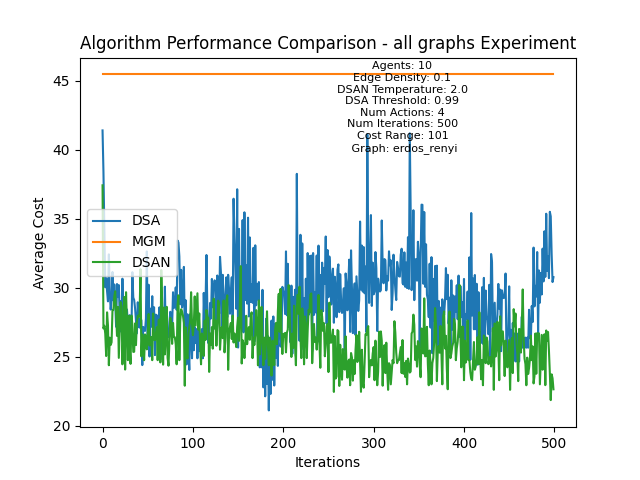 Algorithm Performance Comparison - all graphs Experiment
Agents: 10
Edge Density: 0.1
DSAN Temperature: 2.0
DSA Threshold: 0.99
Num Actions: 4
Num Iterations: 500
Cost Range: 101
Graph: erdos_renyi
45
40
35
30
25
20
Average Cost
DSA
MGM
DSAN
0
100
200
300
400
500
Iterations